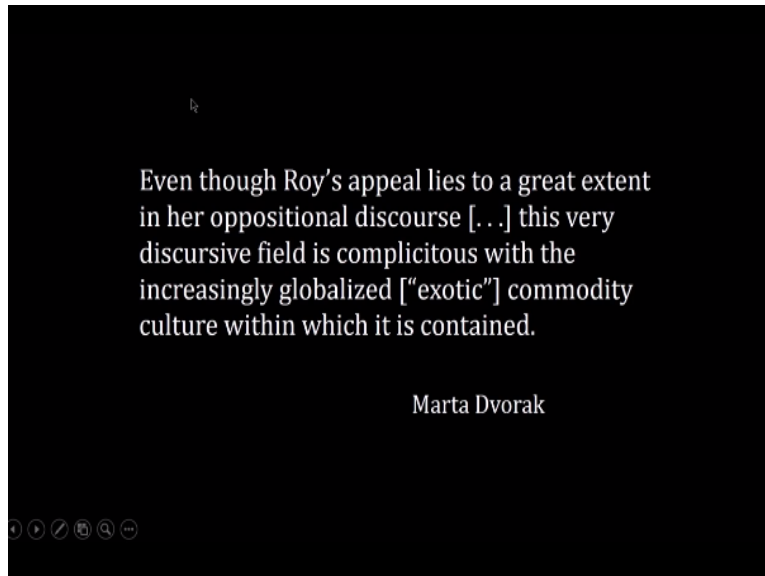 Even though Roy's appeal lies to a great extent
in her oppositional discourse [. . .] this very
discursive field is complicitous with the
increasingly globalized [“exotic”] commodity
culture within which it is contained.
Marta Dvorak